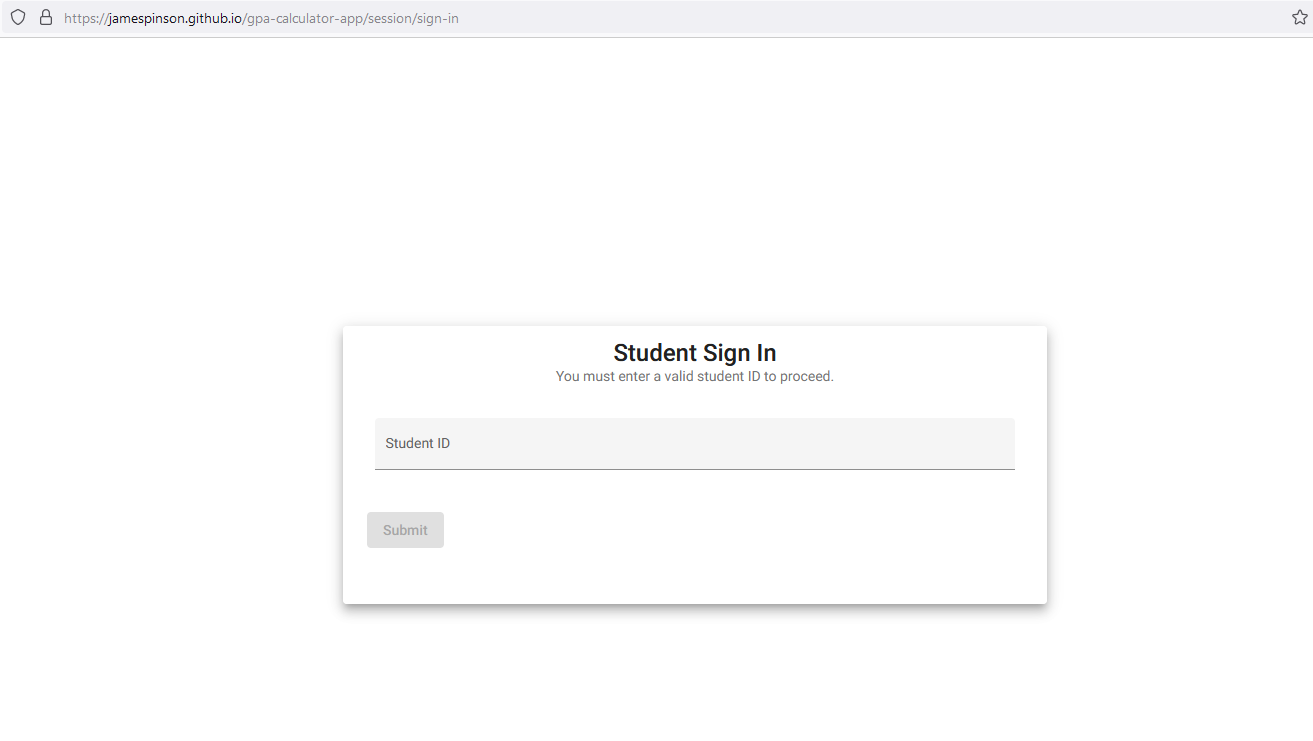 https://jamespinson.github.io/gpa-calculator-app/session/sign-in
Student Sign In
You must enter a valid student ID to proceed.
Student ID
Submit